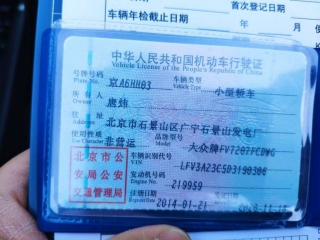 首次登记日期
车辆年检截止日期
中华人民共和国机动车行驶证
Vehicle License of the People's Republic of China
号牌号码 京A6HH03 车辆类型 小型轿车
Plate No. Vehicle Type
所有人 唐炜
Owner
住址 北京市石景山区广宁石景山发电厂
Address
使用性质 非营运 品牌型号 大众牌FV7207FCDWG
Use Character Model
北京市公 车辆识别代号 LFV3A23C5D3190306
安局公安 VIN
交通管理局 发动机号码 219959
Engine No.
2014-01-21